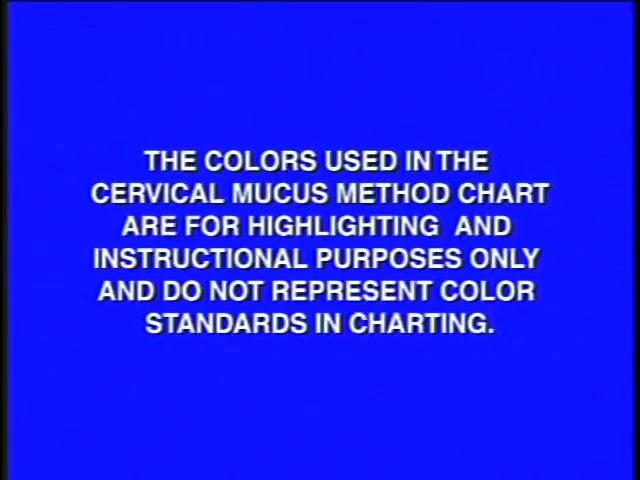 THE COLORS USED IN THE
CERVICAL MUCUS METHOD CHART
ARE FOR HIGHLIGHTING AND
INSTRUCTIONAL PURPOSES ONLY
AND DO NOT REPRESENT COLOR
STANDARDS IN CHARTING.